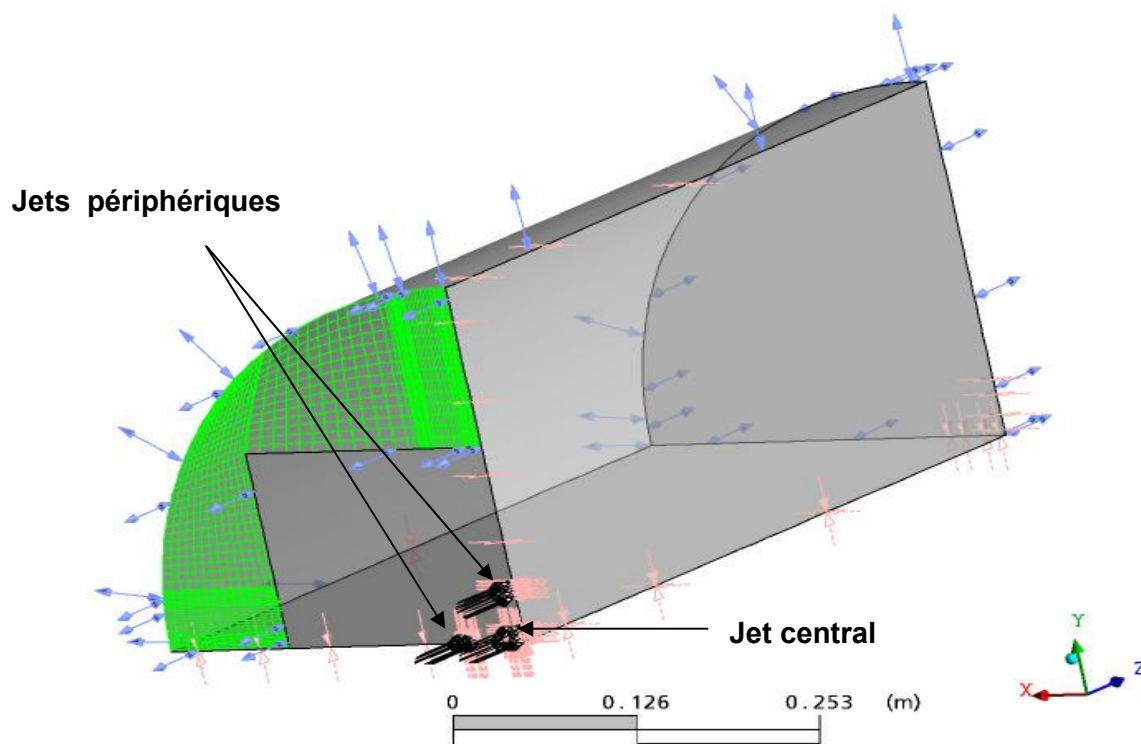 Jets périphériques
Jet central
0 0.126 0.253 (m)
Y
X
Z